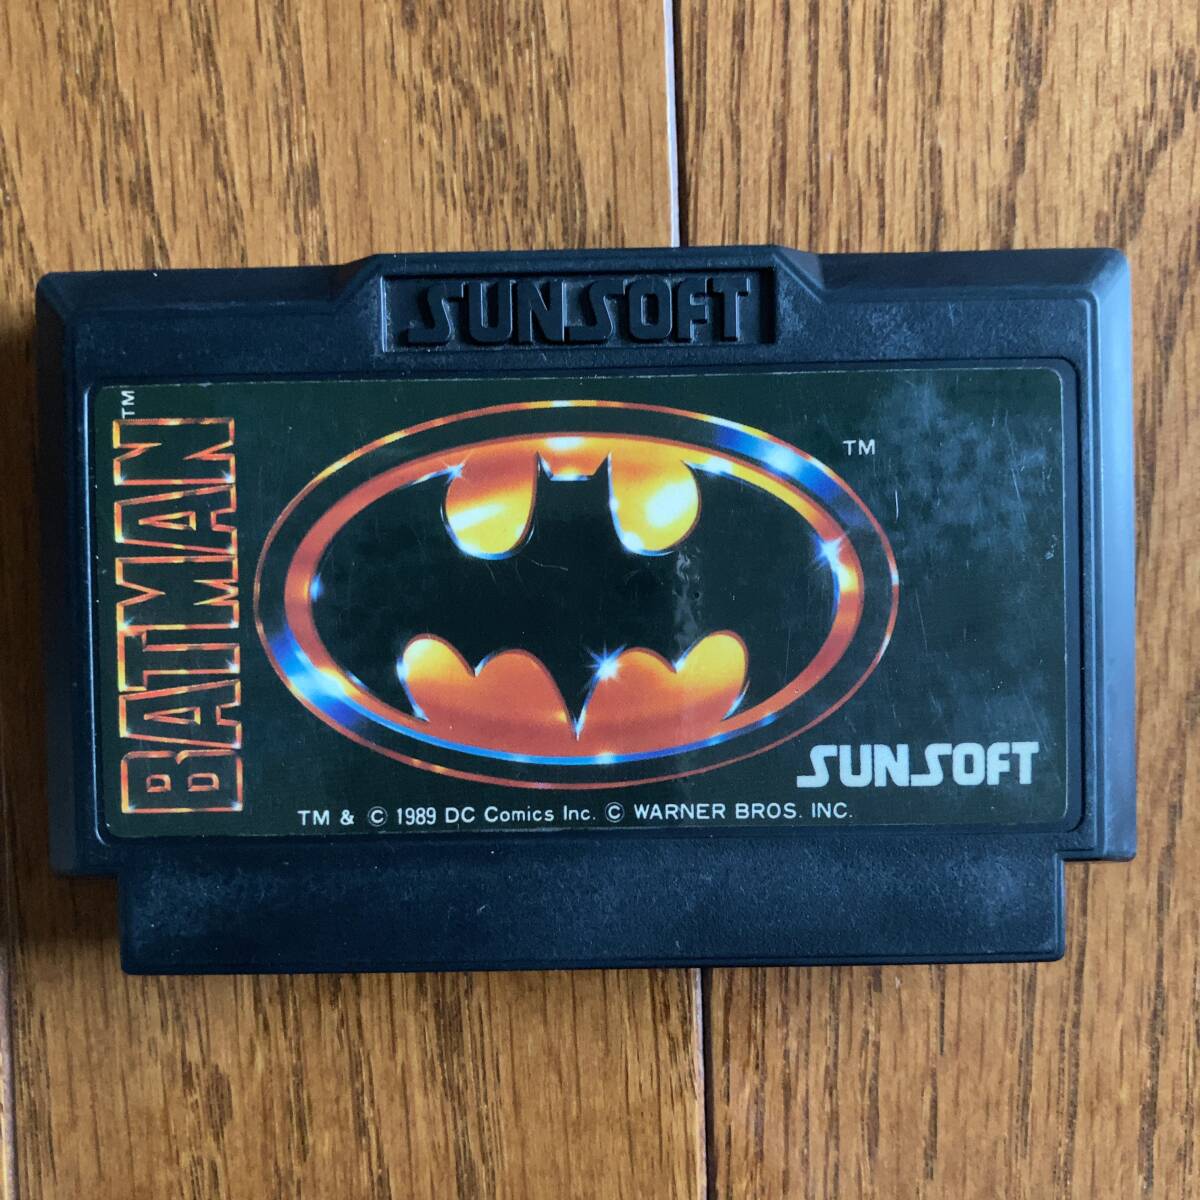 SUNSOFT
BATMAN™
TM
SUNSOFT
TM & © 1989 DC Comics Inc. © WARNER BROS. INC.